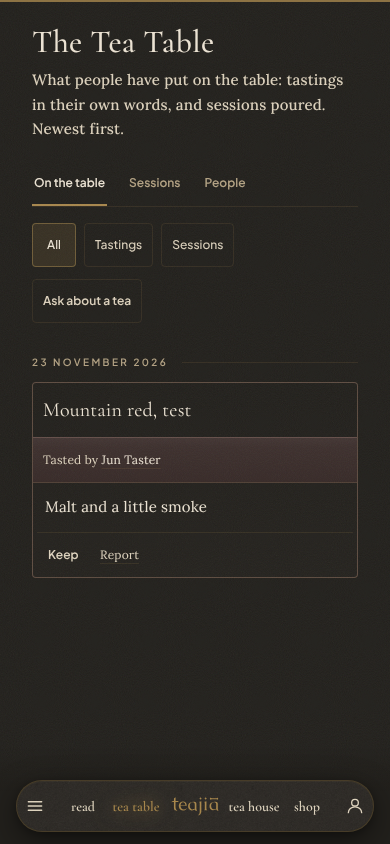 The Tea Table
What people have put on the table: tastings
in their own words, and sessions poured.
Newest first.
On the table Sessions People
All Tastings Sessions
Ask about a tea
23 NOVEMBER 2026
Mountain red, test
Tasted by Jun Taster
Malt and a little smoke
Keep Report
read tea table teajiā tea house shop